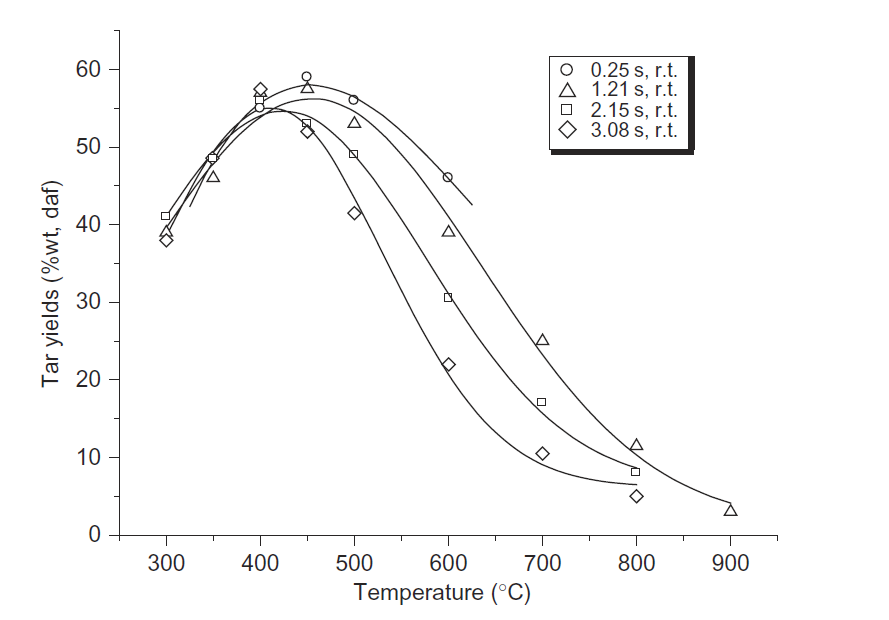 Tar yields (%wt, daf)
60
50
40
30
20
10
0
0.25 s, r.t.
1.21 s, r.t.
2.15 s, r.t.
3.08 s, r.t.
300 400 500 600 700 800 900
Temperature (°C)